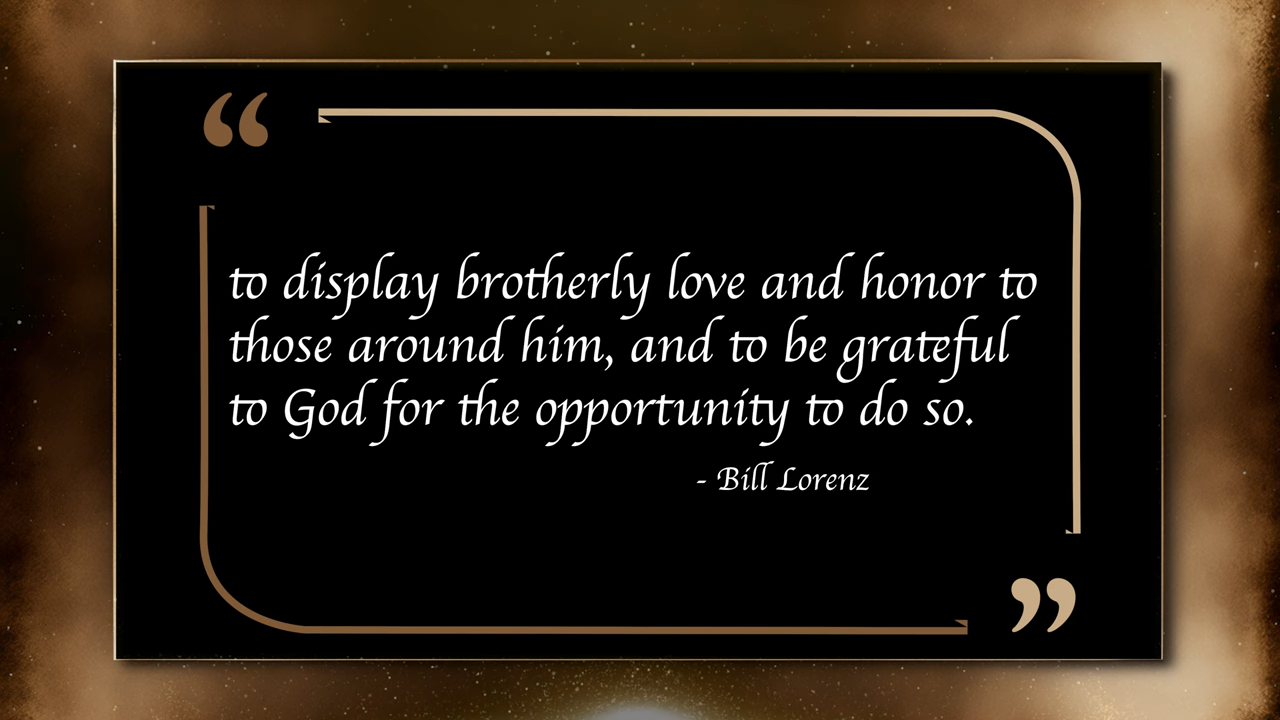 “
to display brotherly love and honor to
those around him, and to be grateful
to God for the opportunity to do so.
- Bill Lorenz
”